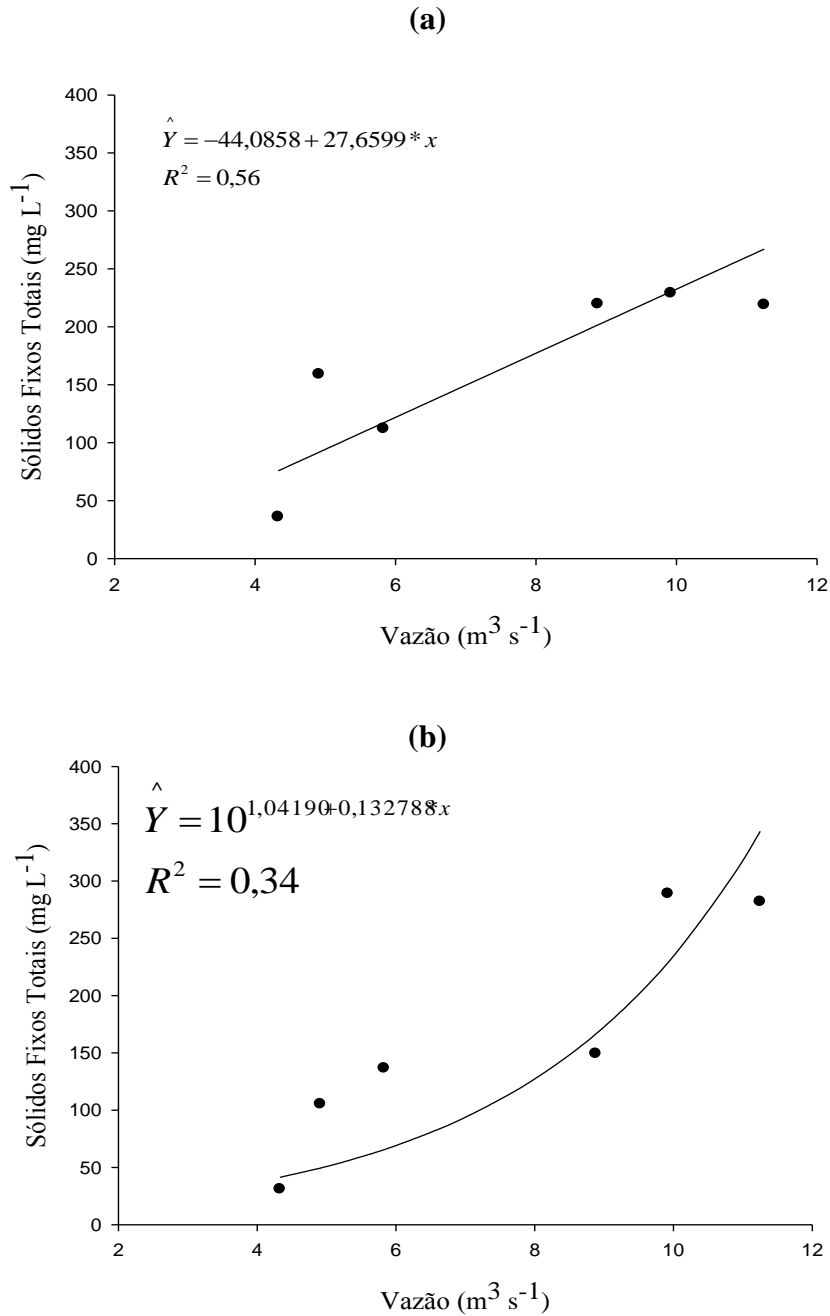 (a)
400
350
300
250
200
150
100
50
0
Sólidos Fixos Totais (mg L⁻¹)
Ŷ = −44,0858 + 27,6599 * x
R² = 0,56
2 4 6 8 10 12
Vazão (m³ s⁻¹)
(b)
400
350
300
250
200
150
100
50
0
Sólidos Fixos Totais (mg L⁻¹)
Ŷ = 10^1,04190+0,132788*x
R² = 0,34
2 4 6 8 10 12
Vazão (m³ s⁻¹)